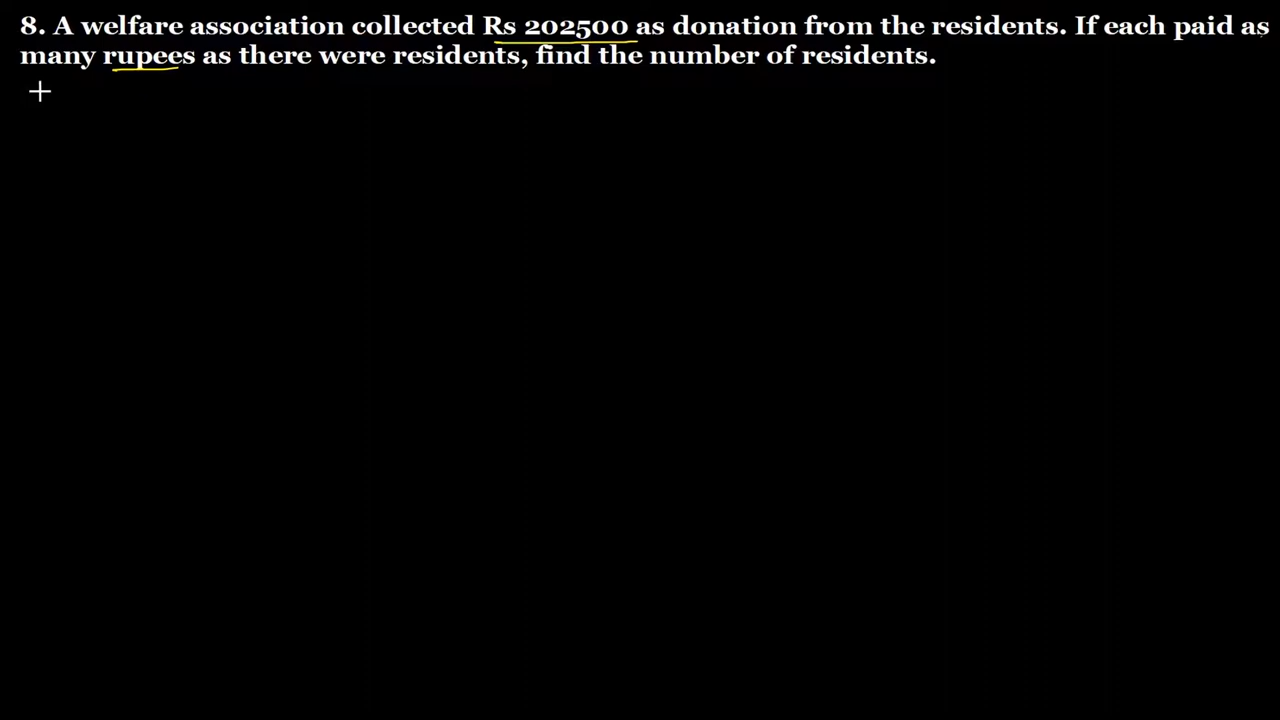 8. A welfare association collected Rs 202500 as donation from the residents. If each paid as
many rupees as there were residents, find the number of residents.